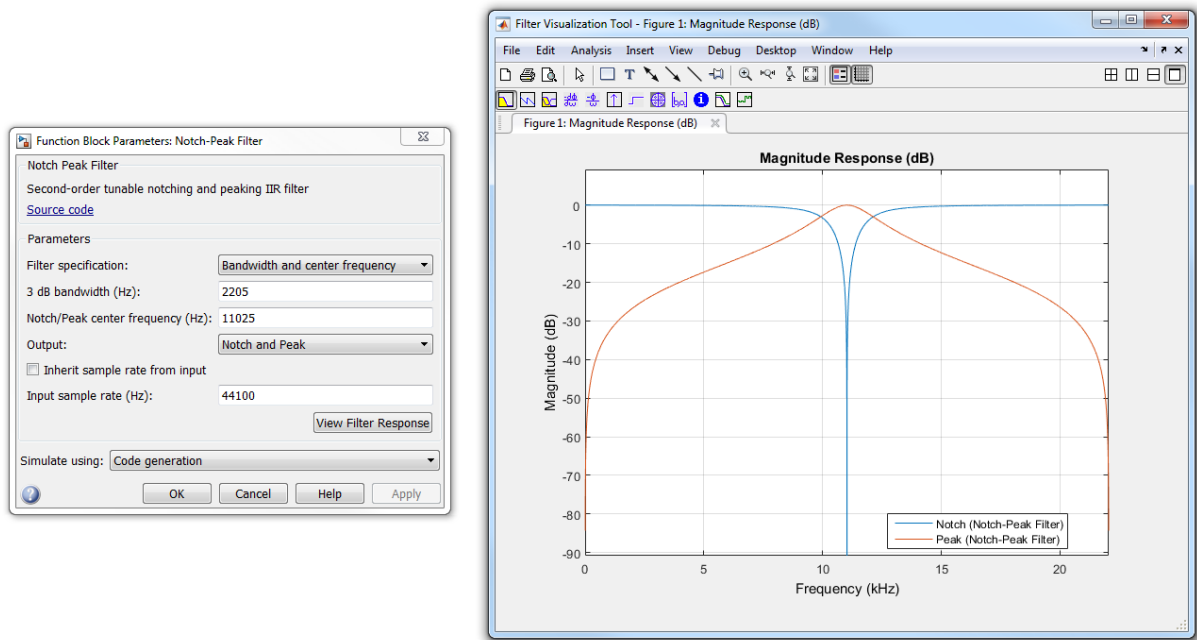 Function Block Parameters: Notch-Peak Filter
Notch Peak Filter
Second-order tunable notching and peaking IIR filter
Source code
Parameters
Filter specification: Bandwidth and center frequency
3 dB bandwidth (Hz): 2205
Notch/Peak center frequency (Hz): 11025
Output: Notch and Peak
Inherit sample rate from input
Input sample rate (Hz): 44100
View Filter Response
Simulate using: Code generation
OK Cancel Help Apply
Filter Visualization Tool - Figure 1: Magnitude Response (dB)
File Edit Analysis Insert View Debug Desktop Window Help
Figure 1: Magnitude Response (dB)
Magnitude Response (dB)
Magnitude (dB)
0
-10
-20
-30
-40
-50
-60
-70
-80
-90
Notch (Notch-Peak Filter)
Peak (Notch-Peak Filter)
0 5 10 15 20
Frequency (kHz)